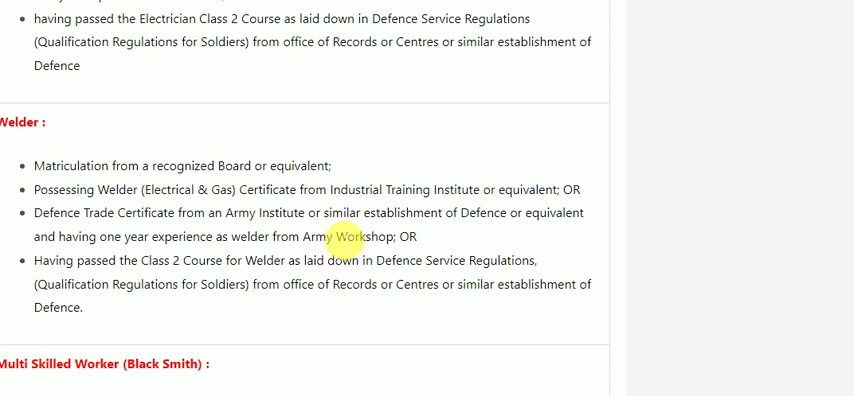 having passed the Electrician Class 2 Course as laid down in Defence Service Regulations
(Qualification Regulations for Soldiers) from office of Records or Centres or similar establishment of
Defence
Welder :
Matriculation from a recognized Board or equivalent;
Possessing Welder (Electrical & Gas) Certificate from Industrial Training Institute or equivalent; OR
Defence Trade Certificate from an Army Institute or similar establishment of Defence or equivalent
and having one year experience as welder from Army Workshop; OR
Having passed the Class 2 Course for Welder as laid down in Defence Service Regulations,
(Qualification Regulations for Soldiers) from office of Records or Centres or similar establishment of
Defence.
Multi Skilled Worker (Black Smith) :